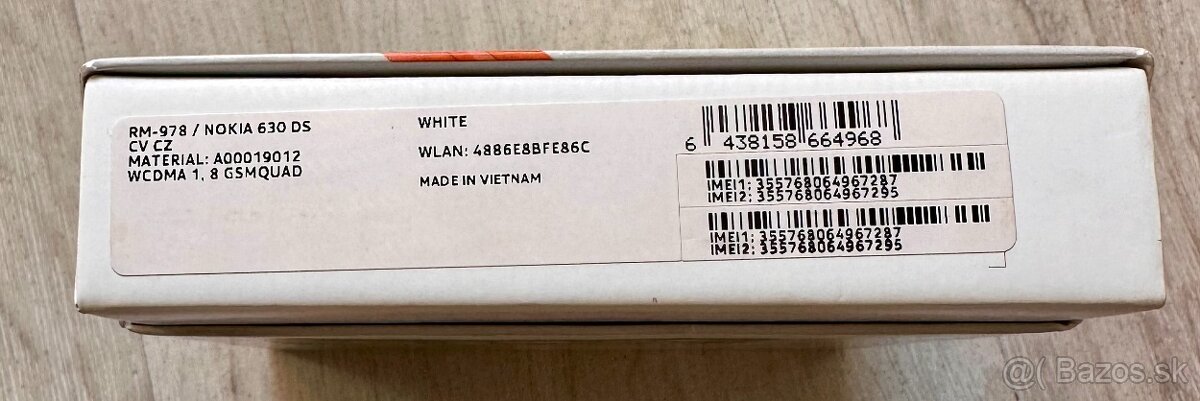 RM-978 / NOKIA 630 DS
CV CZ
MATERIAL: A00019012
WCDMA 1, 8 GSMQUAD
WHITE
WLAN: 4886E8BFE86C
MADE IN VIETNAM
6 438158 664968
IMEI1: 355768064967287
IMEI2: 355768064967295
IMEI1: 355768064967287
IMEI2: 355768064967295
@( Bazos.sk